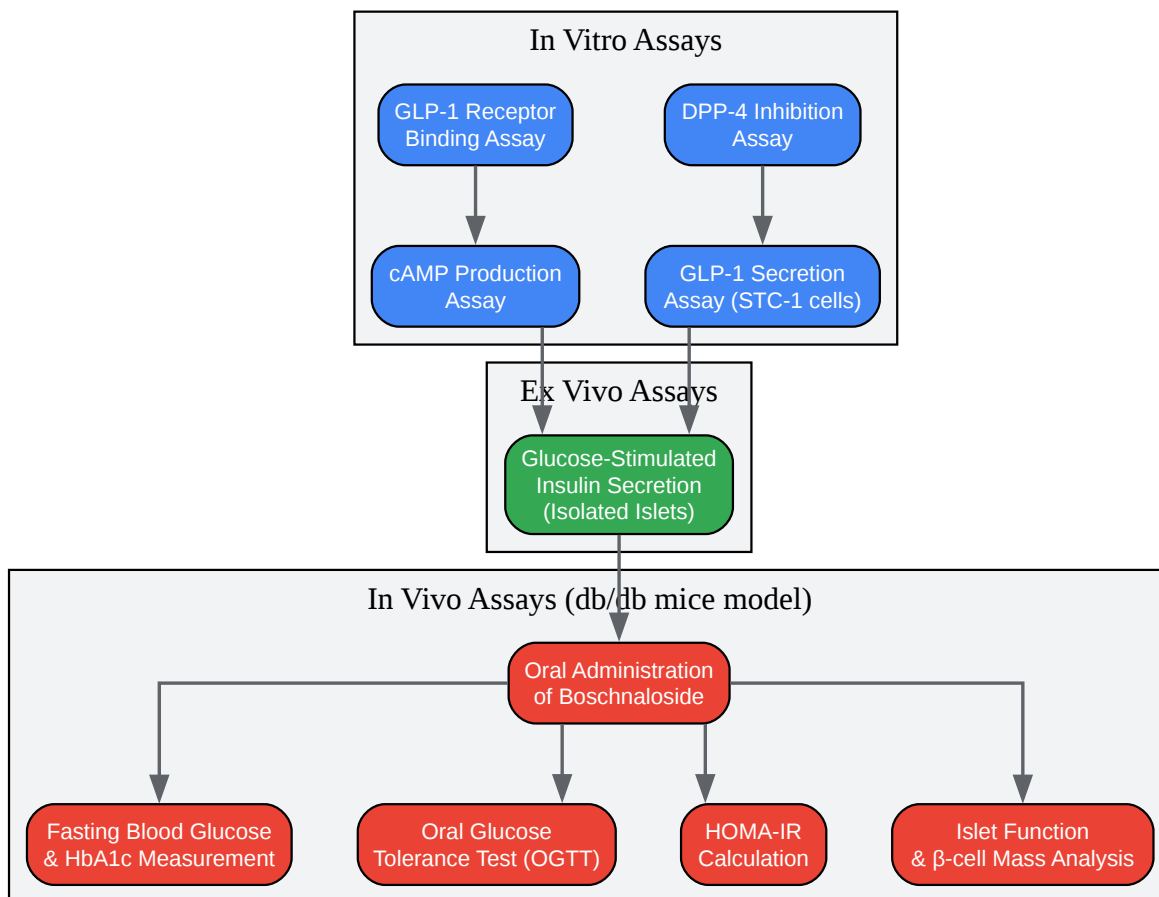 In Vitro Assays
GLP-1 Receptor
Binding Assay
DPP-4 Inhibition
Assay
cAMP Production
Assay
GLP-1 Secretion
Assay (STC-1 cells)
Ex Vivo Assays
Glucose-Stimulated
Insulin Secretion
(Isolated Islets)
In Vivo Assays (db/db mice model)
Oral Administration
of Boschnaloside
Fasting Blood Glucose
& HbA1c Measurement
Oral Glucose
Tolerance Test (OGTT)
HOMA-IR
Calculation
Islet Function
& β-cell Mass Analysis